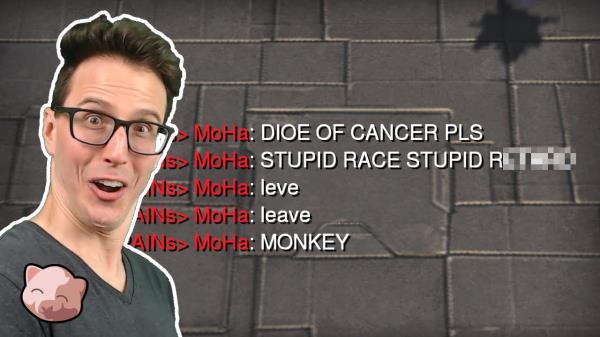 Ns> MoHa: DIOE OF CANCER PLS
MoHa: STUPID RACE STUPID
AINs> MoHa: leve
AINs> MoHa: leave
AINs> MoHa: MONKEY